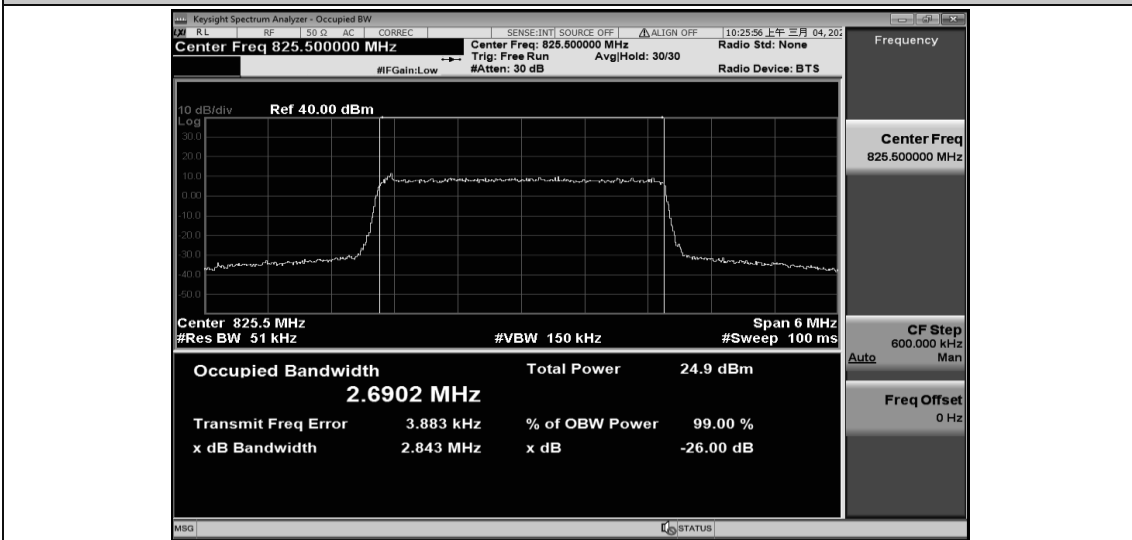 Keysight Spectrum Analyzer - Occupied BW
RL RF 50 Ω AC CORREC SENSE:INT SOURCE OFF ALIGN OFF 10:25:56 上午 三月 04, 202
Center Freq 825.500000 MHz
Center Freq: 825.500000 MHz
Radio Std: None
Trig: Free Run Avg|Hold: 30/30
#IFGain:Low
#Atten: 30 dB
Radio Device: BTS
10 dB/div Ref 40.00 dBm
Log
30.0
20.0
10.0
0.00
-10.0
-20.0
-30.0
-40.0
-50.0
Center 825.5 MHz
Span 6 MHz
#Res BW 51 kHz
#VBW 150 kHz
#Sweep 100 ms
Occupied Bandwidth
Total Power 24.9 dBm
2.6902 MHz
Transmit Freq Error 3.883 kHz
% of OBW Power 99.00 %
x dB Bandwidth 2.843 MHz
x dB -26.00 dB
MSG
STATUS
Frequency
Center Freq
825.500000 MHz
CF Step
600.000 kHz
Auto Man
Freq Offset
0 Hz